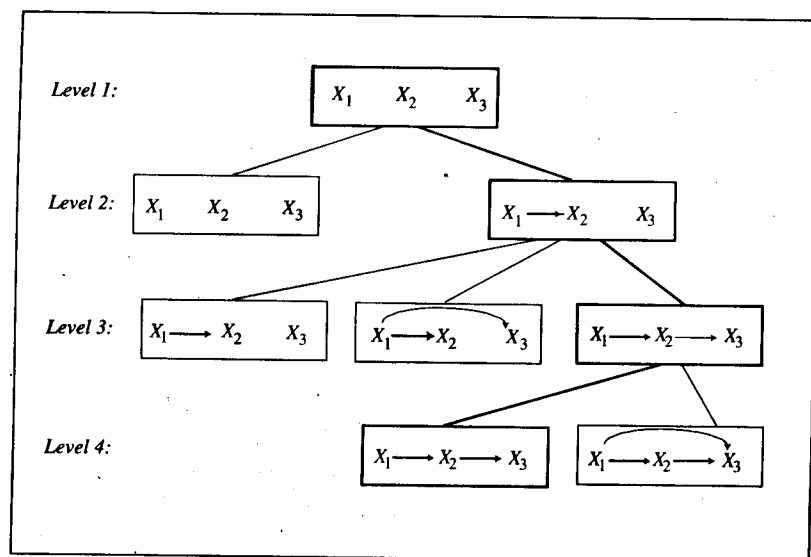 Level 1:
X₁ X₂ X₃
Level 2:
X₁ X₂ X₃
X₁ → X₂ X₃
Level 3:
X₁ → X₂ X₃
X₁ → X₂ X₃
X₁ → X₂ → X₃
Level 4:
X₁ → X₂ → X₃
X₁ → X₂ → X₃